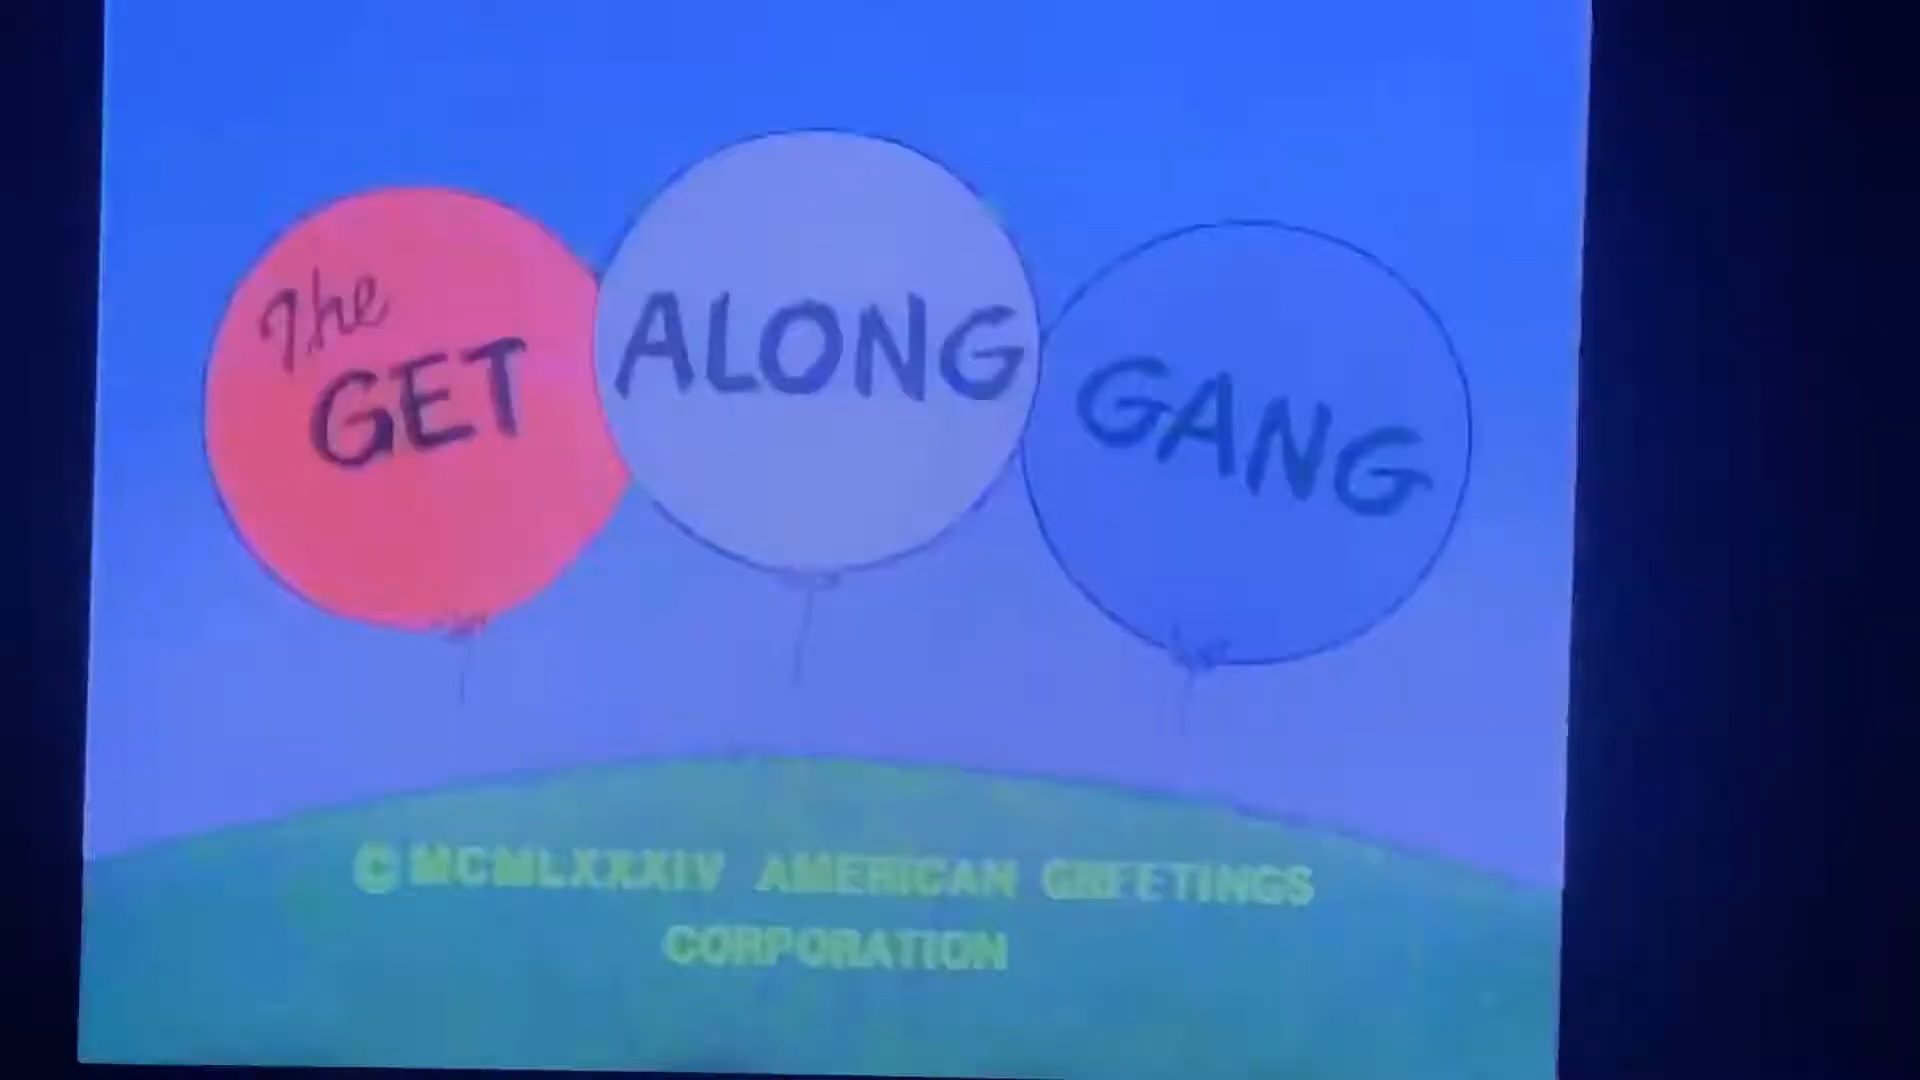 The
GET
ALONG
GANG
© MCMLXXXIV AMERICAN GREETINGS
CORPORATION